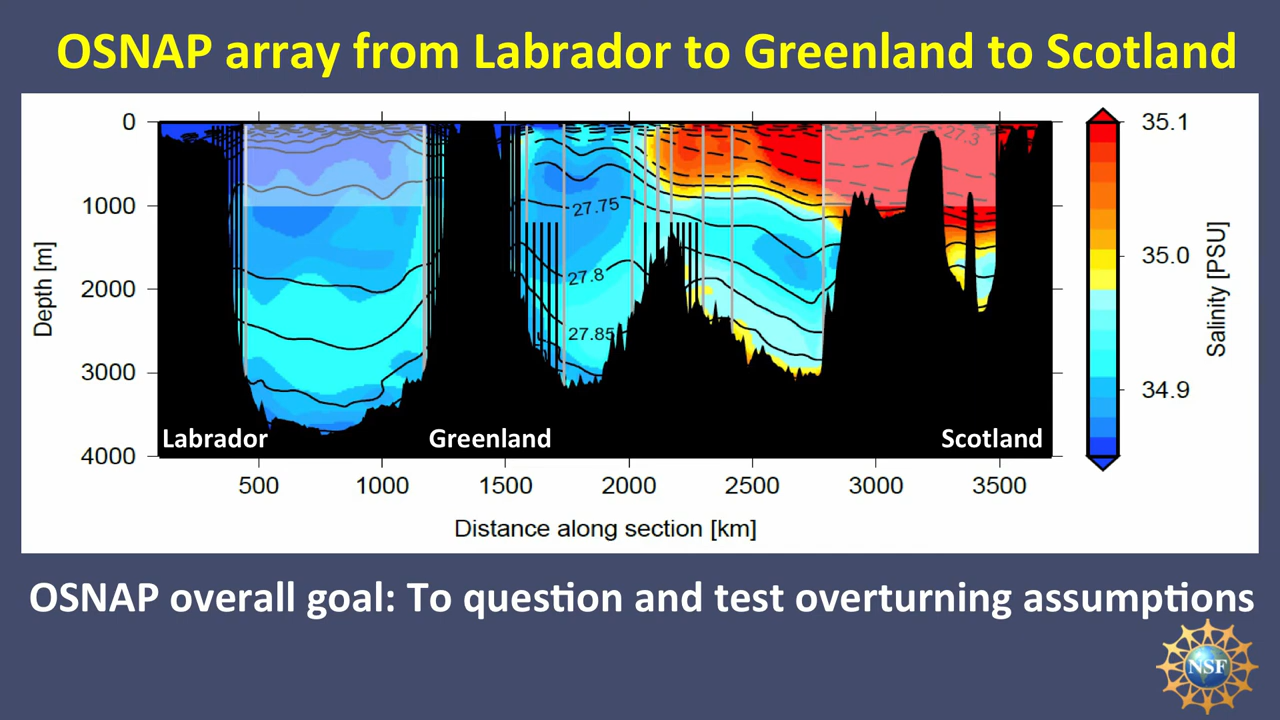 OSNAP array from Labrador to Greenland to Scotland
0
1000
2000
3000
4000
Depth [m]
27.3
27.75
27.8
27.85
Labrador
Greenland
Scotland
500
1000
1500
2000
2500
3000
3500
Distance along section [km]
35.1
35.0
34.9
Salinity [PSU]
OSNAP overall goal: To question and test overturning assumptions
NSF